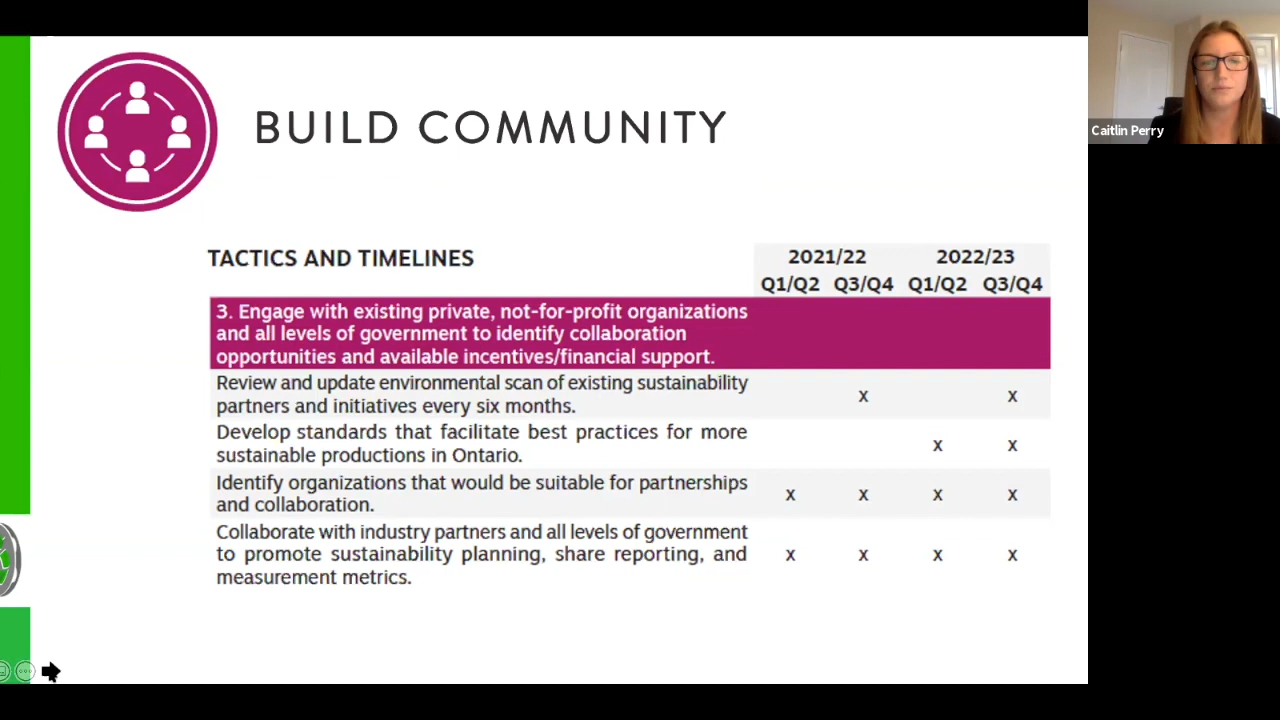 BUILD COMMUNITY
Caitlin Perry
TACTICS AND TIMELINES
2021/22 2022/23
Q1/Q2 Q3/Q4 Q1/Q2 Q3/Q4
3. Engage with existing private, not-for-profit organizations
and all levels of government to identify collaboration
opportunities and available incentives/financial support.
Review and update environmental scan of existing sustainability
partners and initiatives every six months.
x x
Develop standards that facilitate best practices for more
sustainable productions in Ontario.
x x
Identify organizations that would be suitable for partnerships
and collaboration.
x x x x
Collaborate with industry partners and all levels of government
to promote sustainability planning, share reporting, and
measurement metrics.
x x x x